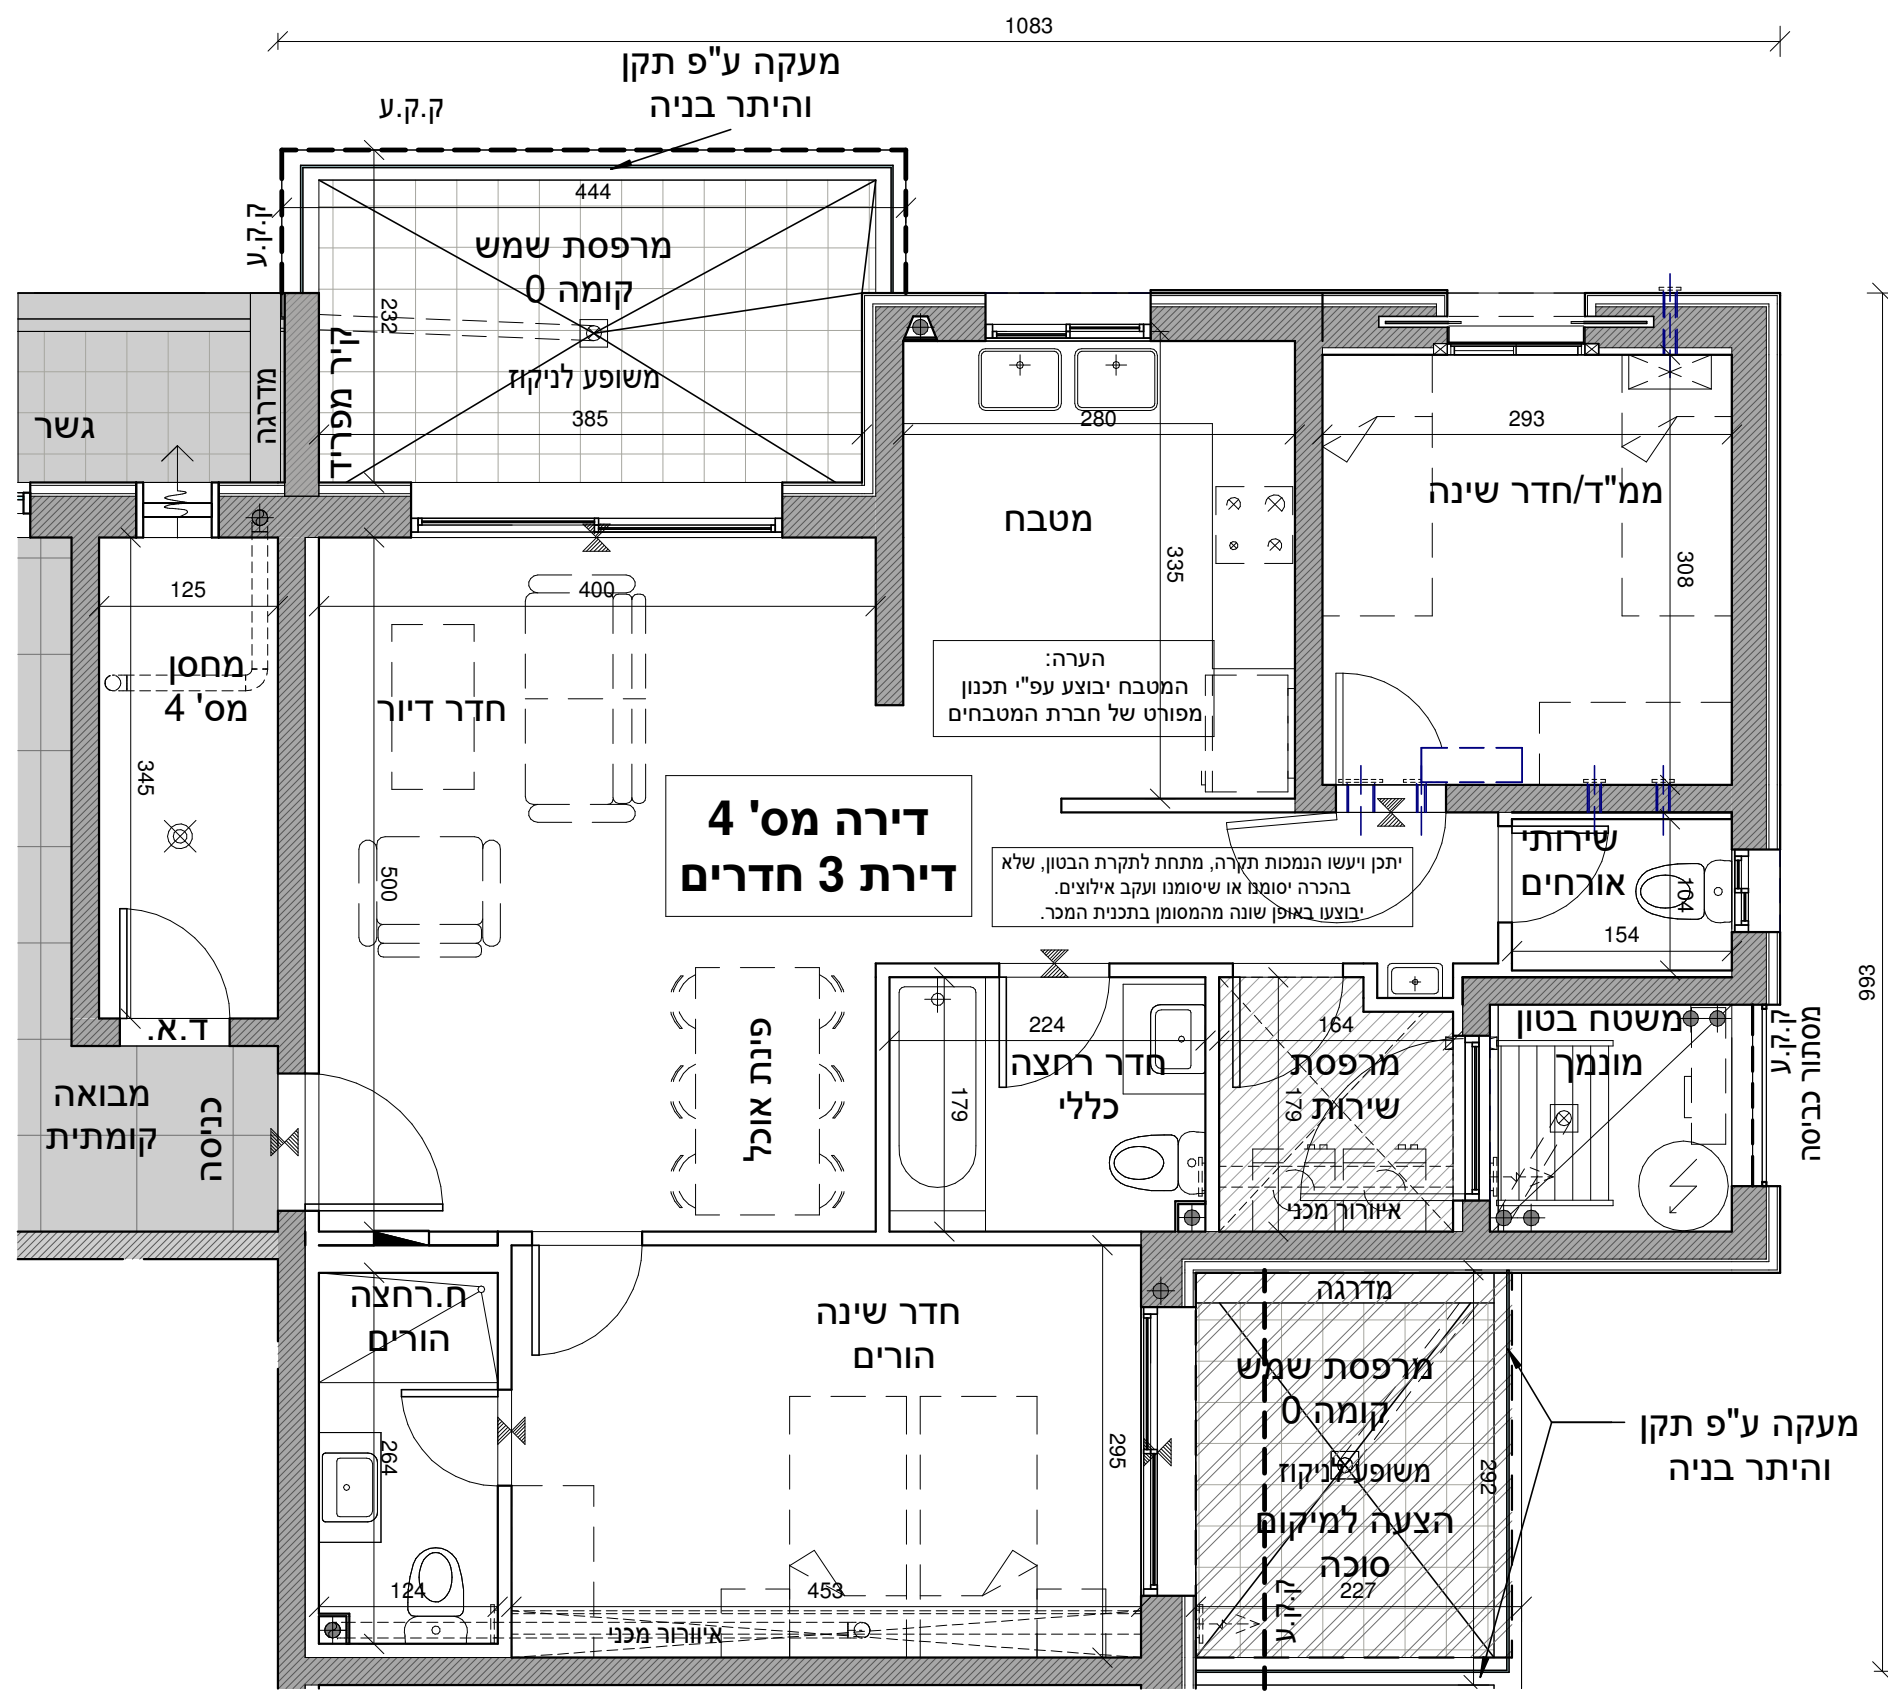 1083
מעקה ע"פ תקן
והיתר בניה
ק.ק.ע
444
ק.ק.ע
מרפסת שמש
קומה 0
232
קיר מפריד
מדרגה
גשר
משופע לניקוז
385
280
293
מטבח
ממ"ד/חדר שינה
335
308
125
400
מחסן
מס' 4
345
חדר דיור
הערה:
המטבח יבוצע עפ"י תכנון
מפורט של חברת המטבחים
דירה מס' 4
דירת 3 חדרים
500
יתכן ויעשו הנמכות תקרה, מתחת לתקרת הבטון, שלא
בהכרה יסומנו או שיסומנו ועקב אילוצים.
יבוצעו באופן שונה מהמסומן בתכנית המכר.
שירותי
אורחים
104
154
993
ד.א.
מבואה
קומתית
כניסה
פינת אוכל
224
חדר רחצה
כללי
179
164
מרפסת
שירות
179
איוורור מכני
משטח בטון
מונמך
ק.ק.ע
מסתור כביסה
ח.רחצה
הורים
264
124
חדר שינה
הורים
295
453
איוורור מכני
מדרגה
מרפסת שמש
קומה 0
משופע לניקוז
292
הצעה למיקום
סוכה
227
ק.ק.ע
מעקה ע"פ תקן
והיתר בניה